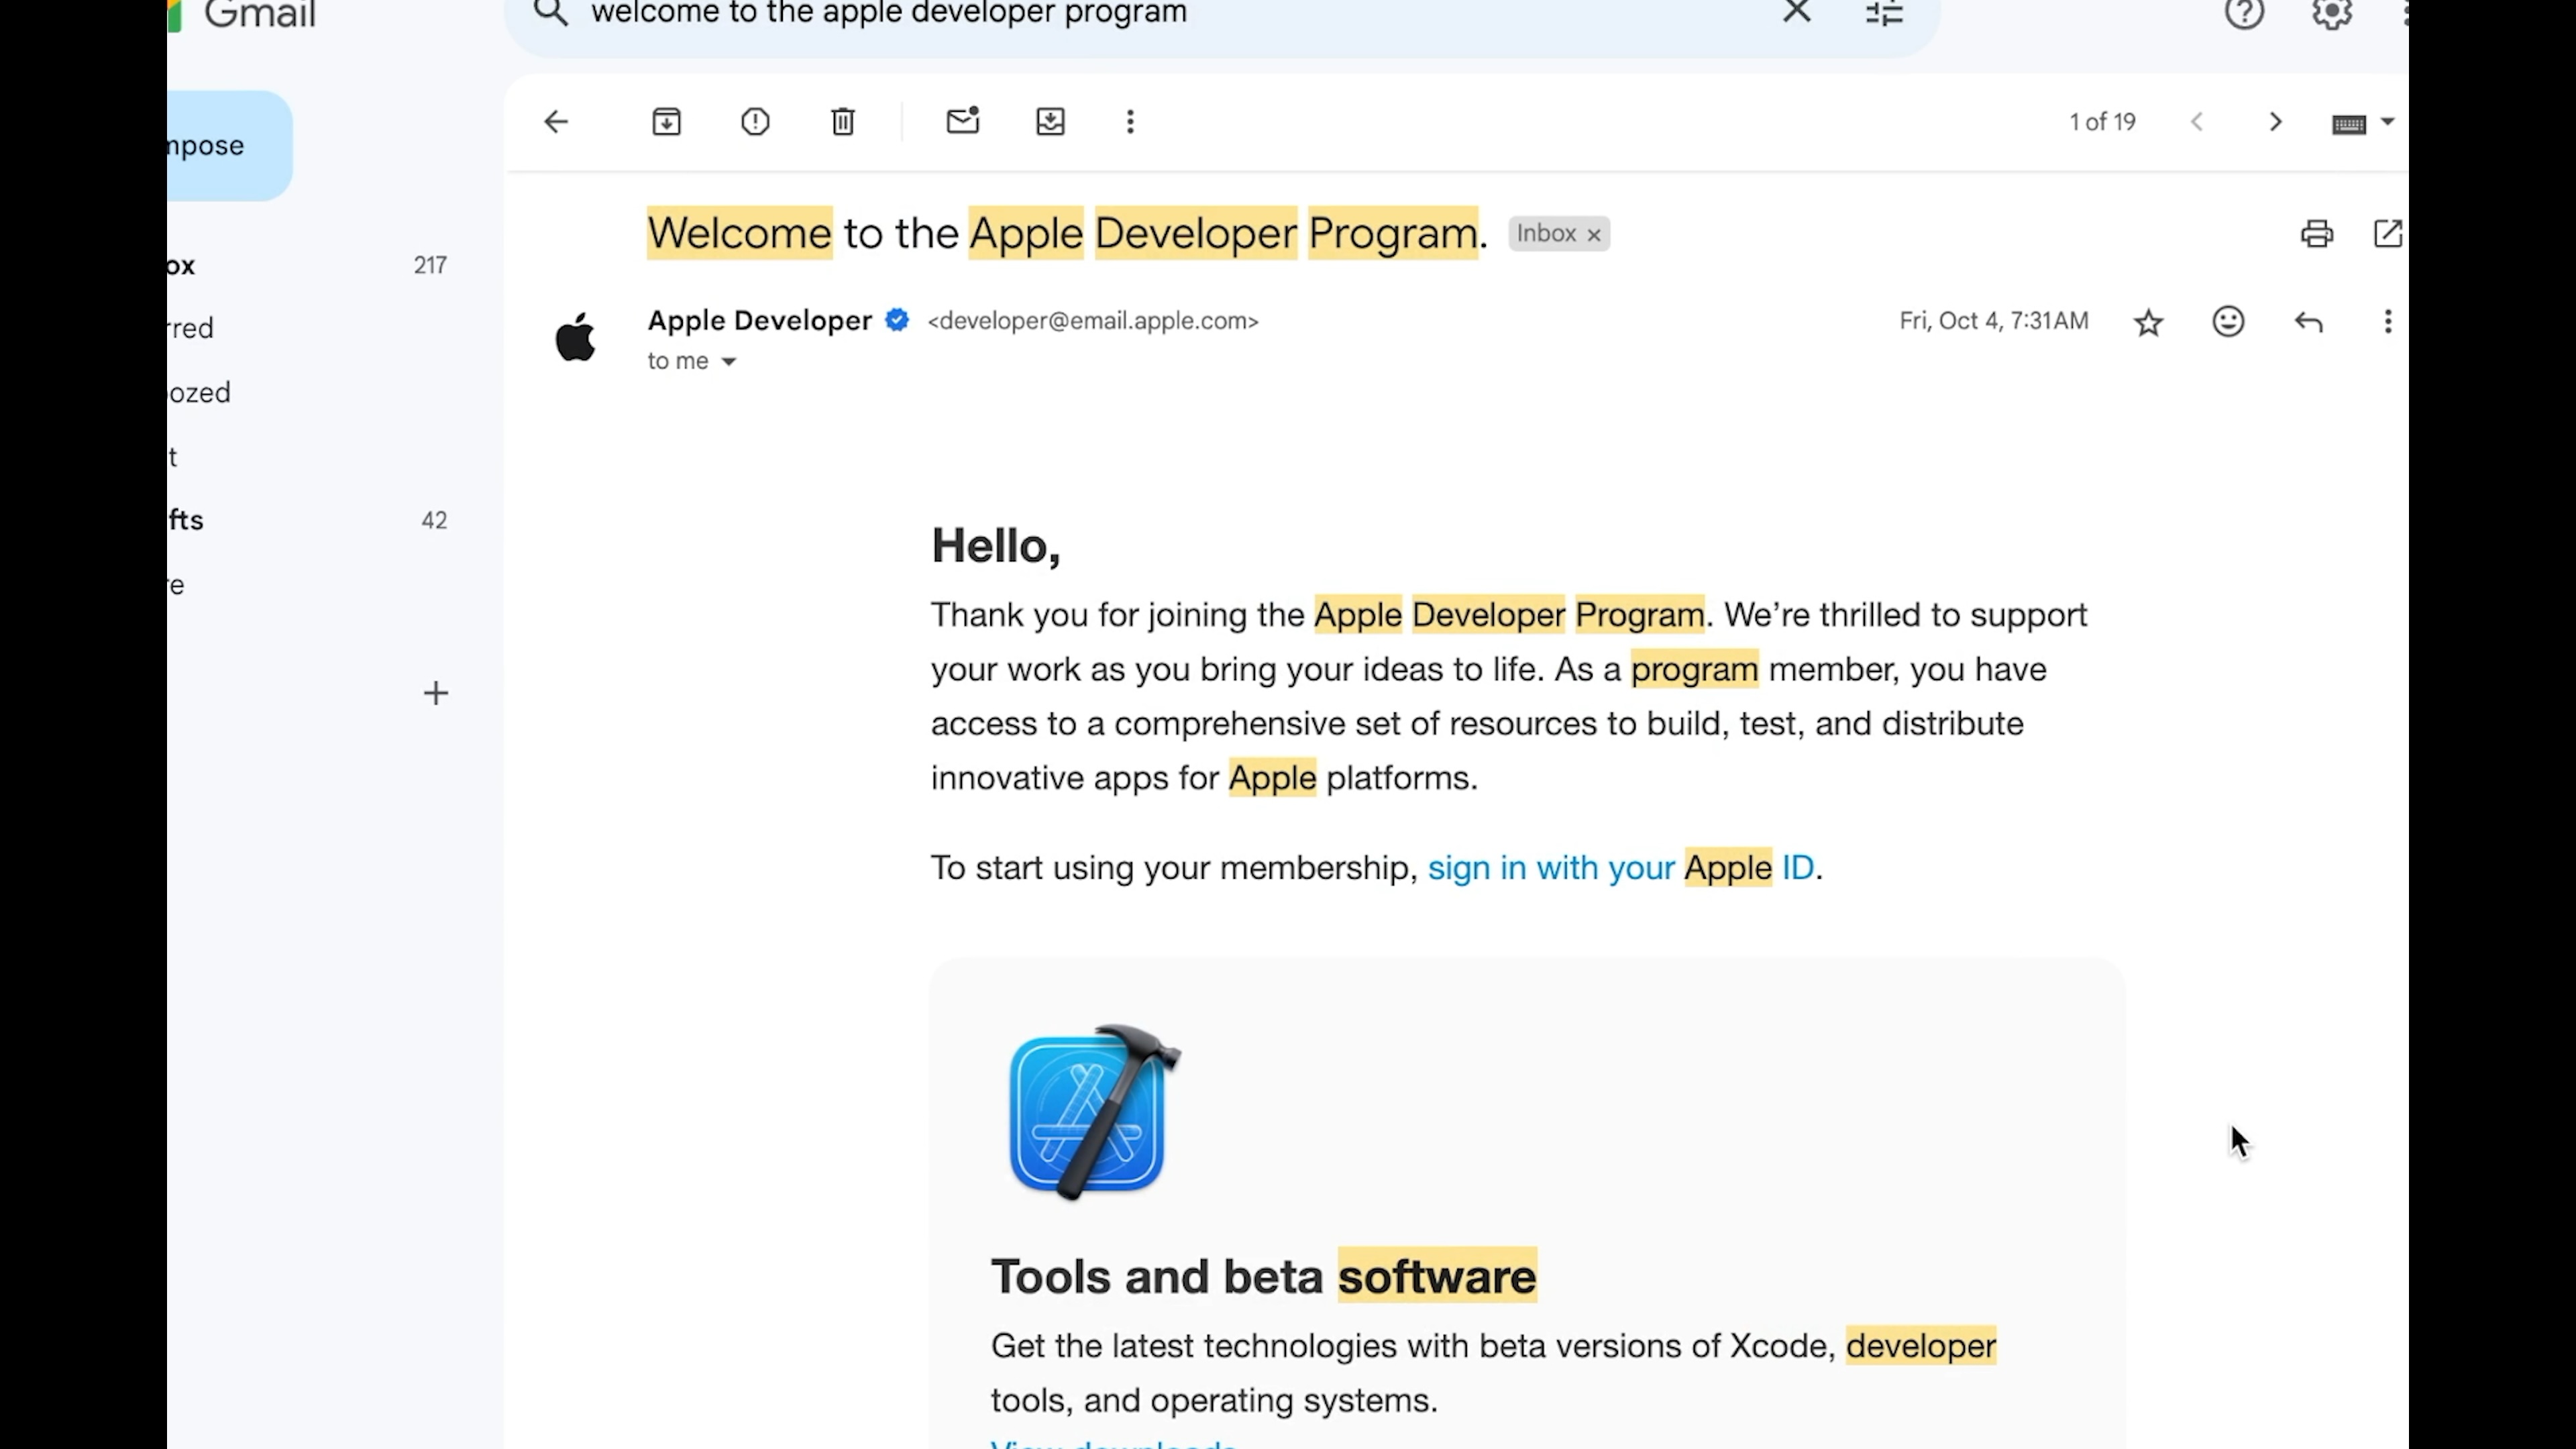 Gmail
welcome to the apple developer program
mpose
1 of 19
Welcome to the Apple Developer Program. Inbox ×
ox 217
Apple Developer <developer@email.apple.com> Fri, Oct 4, 7:31 AM
rred
to me
ozed
t
Hello,
fts 42
re
Thank you for joining the Apple Developer Program. We’re thrilled to support
your work as you bring your ideas to life. As a program member, you have
access to a comprehensive set of resources to build, test, and distribute
innovative apps for Apple platforms.
To start using your membership, sign in with your Apple ID.
Tools and beta software
Get the latest technologies with beta versions of Xcode, developer
tools, and operating systems.
View downloads